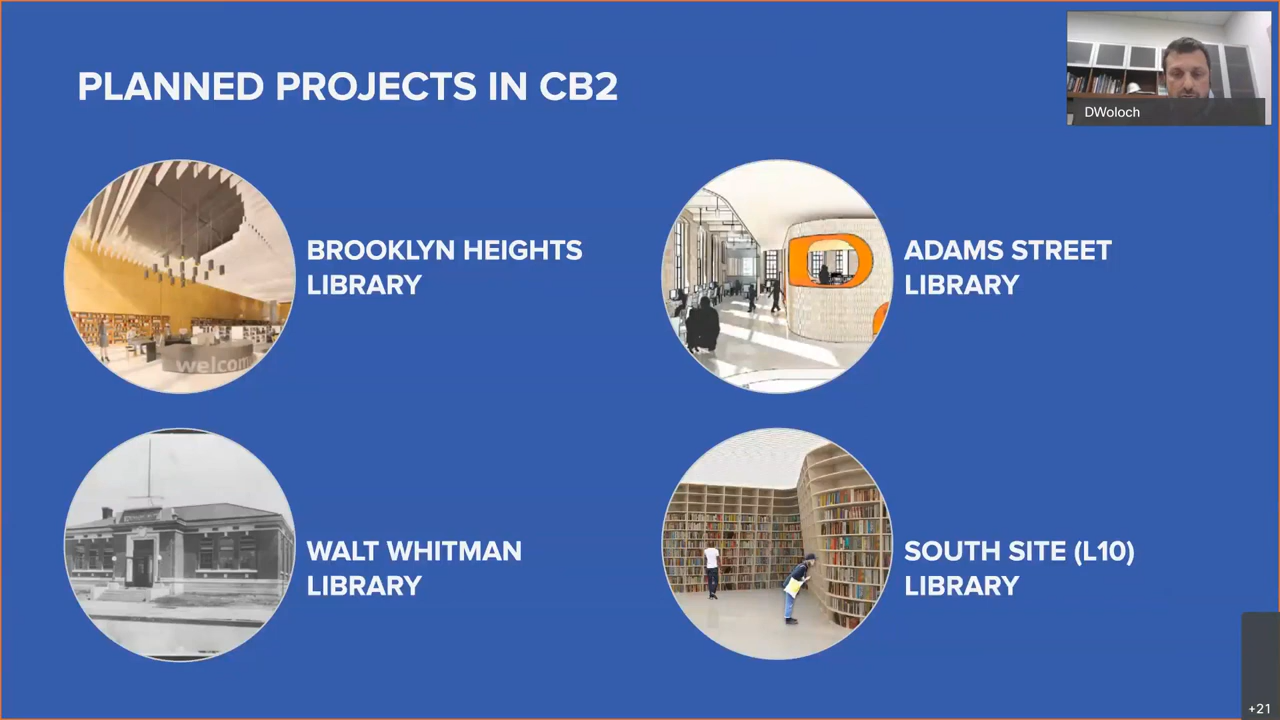 PLANNED PROJECTS IN CB2
DWoloch
BROOKLYN HEIGHTS
LIBRARY
welcom
ADAMS STREET
LIBRARY
WALT WHITMAN
LIBRARY
SOUTH SITE (L10)
LIBRARY
+21